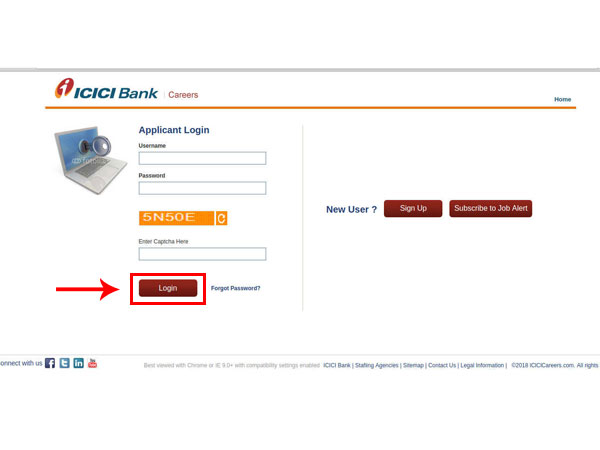 ICICI Bank | Careers
Home
Applicant Login
Username
Password
5N50E
Enter Captcha Here
Login
Forgot Password?
New User ?
Sign Up
Subscribe to Job Alert
onnect with us
Best viewed with Chrome or IE 9.0+ with compatibility settings enabled ICICI Bank | Staffing Agencies | Sitemap | Contact Us | Legal Information | ©2018 ICICICareers.com. All rights